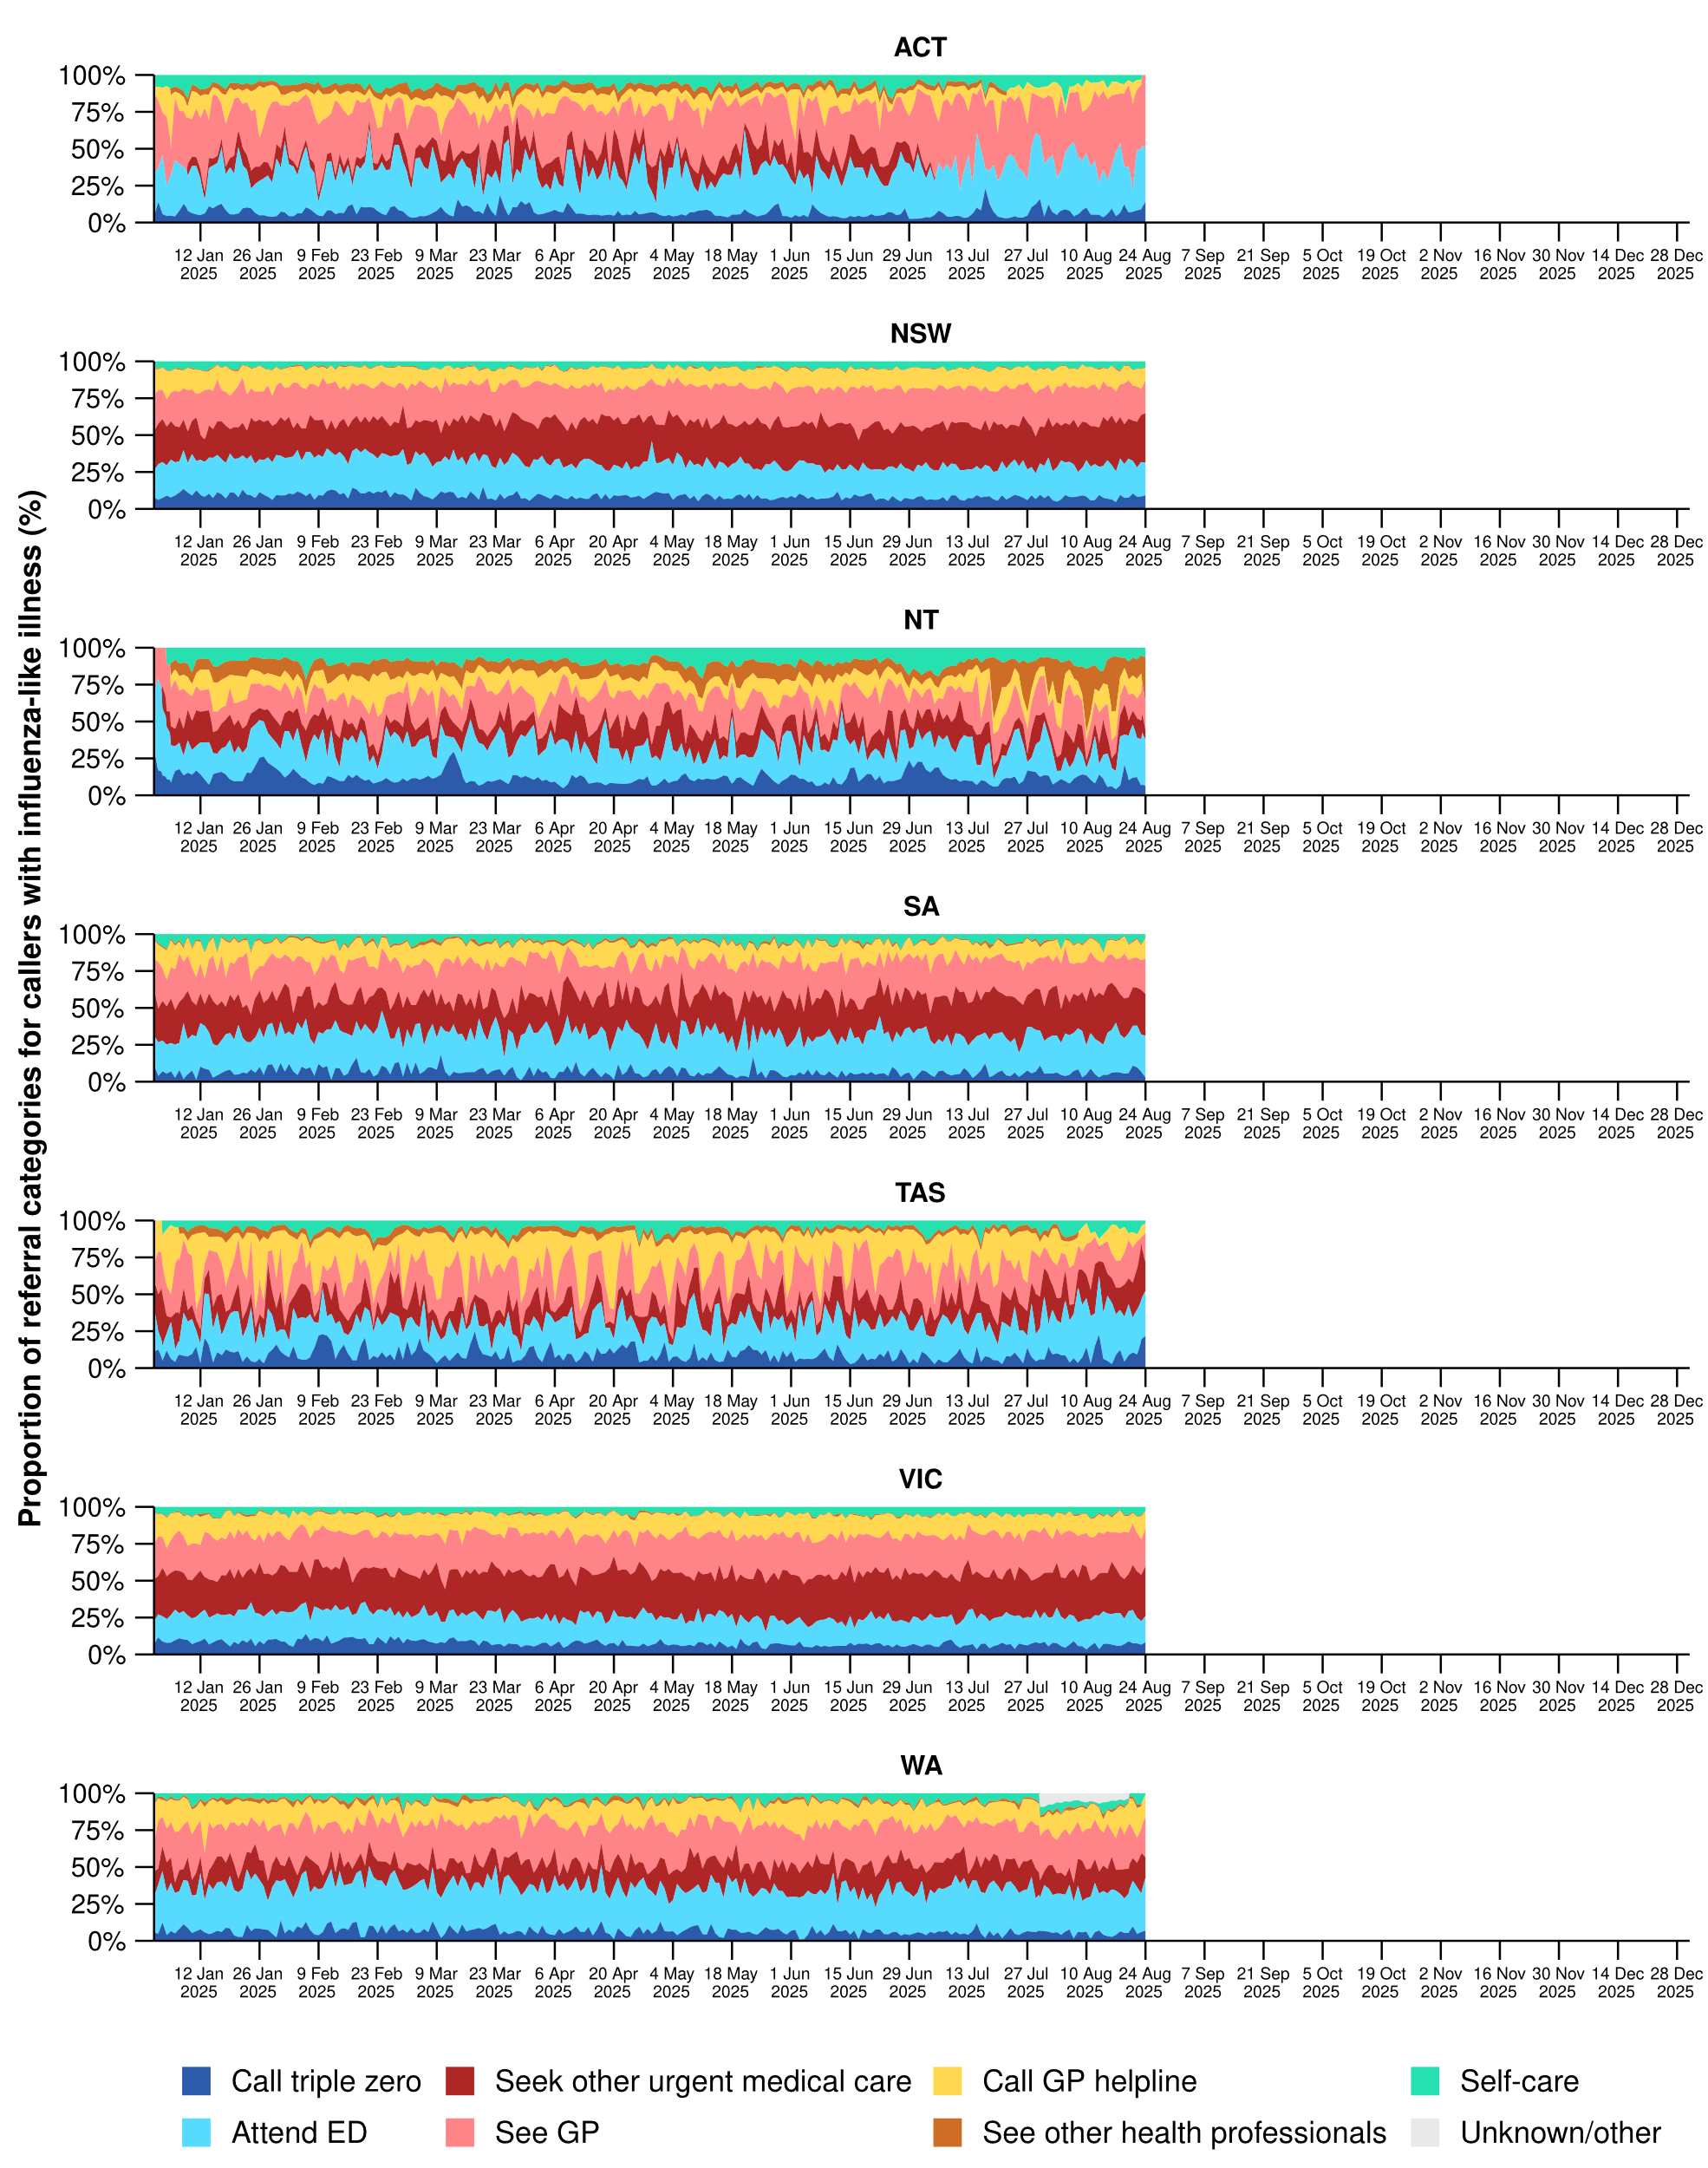 Proportion of referral categories for callers with influenza-like illness (%)
ACT
100%
75%
50%
25%
0%
12 Jan 26 Jan 9 Feb 23 Feb 9 Mar 23 Mar 6 Apr 20 Apr 4 May 18 May 1 Jun 15 Jun 29 Jun 13 Jul 27 Jul 10 Aug 24 Aug 7 Sep 21 Sep 5 Oct 19 Oct 2 Nov 16 Nov 30 Nov 14 Dec 28 Dec
2025 2025 2025 2025 2025 2025 2025 2025 2025 2025 2025 2025 2025 2025 2025 2025 2025 2025 2025 2025 2025 2025 2025 2025 2025 2025
NSW
100%
75%
50%
25%
0%
12 Jan 26 Jan 9 Feb 23 Feb 9 Mar 23 Mar 6 Apr 20 Apr 4 May 18 May 1 Jun 15 Jun 29 Jun 13 Jul 27 Jul 10 Aug 24 Aug 7 Sep 21 Sep 5 Oct 19 Oct 2 Nov 16 Nov 30 Nov 14 Dec 28 Dec
2025 2025 2025 2025 2025 2025 2025 2025 2025 2025 2025 2025 2025 2025 2025 2025 2025 2025 2025 2025 2025 2025 2025 2025 2025 2025
NT
100%
75%
50%
25%
0%
12 Jan 26 Jan 9 Feb 23 Feb 9 Mar 23 Mar 6 Apr 20 Apr 4 May 18 May 1 Jun 15 Jun 29 Jun 13 Jul 27 Jul 10 Aug 24 Aug 7 Sep 21 Sep 5 Oct 19 Oct 2 Nov 16 Nov 30 Nov 14 Dec 28 Dec
2025 2025 2025 2025 2025 2025 2025 2025 2025 2025 2025 2025 2025 2025 2025 2025 2025 2025 2025 2025 2025 2025 2025 2025 2025 2025
SA
100%
75%
50%
25%
0%
12 Jan 26 Jan 9 Feb 23 Feb 9 Mar 23 Mar 6 Apr 20 Apr 4 May 18 May 1 Jun 15 Jun 29 Jun 13 Jul 27 Jul 10 Aug 24 Aug 7 Sep 21 Sep 5 Oct 19 Oct 2 Nov 16 Nov 30 Nov 14 Dec 28 Dec
2025 2025 2025 2025 2025 2025 2025 2025 2025 2025 2025 2025 2025 2025 2025 2025 2025 2025 2025 2025 2025 2025 2025 2025 2025 2025
TAS
100%
75%
50%
25%
0%
12 Jan 26 Jan 9 Feb 23 Feb 9 Mar 23 Mar 6 Apr 20 Apr 4 May 18 May 1 Jun 15 Jun 29 Jun 13 Jul 27 Jul 10 Aug 24 Aug 7 Sep 21 Sep 5 Oct 19 Oct 2 Nov 16 Nov 30 Nov 14 Dec 28 Dec
2025 2025 2025 2025 2025 2025 2025 2025 2025 2025 2025 2025 2025 2025 2025 2025 2025 2025 2025 2025 2025 2025 2025 2025 2025 2025
VIC
100%
75%
50%
25%
0%
12 Jan 26 Jan 9 Feb 23 Feb 9 Mar 23 Mar 6 Apr 20 Apr 4 May 18 May 1 Jun 15 Jun 29 Jun 13 Jul 27 Jul 10 Aug 24 Aug 7 Sep 21 Sep 5 Oct 19 Oct 2 Nov 16 Nov 30 Nov 14 Dec 28 Dec
2025 2025 2025 2025 2025 2025 2025 2025 2025 2025 2025 2025 2025 2025 2025 2025 2025 2025 2025 2025 2025 2025 2025 2025 2025 2025
WA
100%
75%
50%
25%
0%
12 Jan 26 Jan 9 Feb 23 Feb 9 Mar 23 Mar 6 Apr 20 Apr 4 May 18 May 1 Jun 15 Jun 29 Jun 13 Jul 27 Jul 10 Aug 24 Aug 7 Sep 21 Sep 5 Oct 19 Oct 2 Nov 16 Nov 30 Nov 14 Dec 28 Dec
2025 2025 2025 2025 2025 2025 2025 2025 2025 2025 2025 2025 2025 2025 2025 2025 2025 2025 2025 2025 2025 2025 2025 2025 2025 2025
Call triple zero Seek other urgent medical care Call GP helpline Self-care
Attend ED See GP See other health professionals Unknown/other